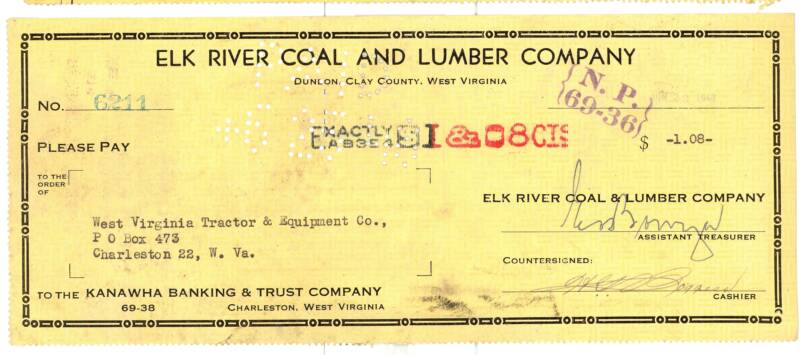 ELK RIVER COAL AND LUMBER COMPANY
DUNLON, CLAY COUNTY, WEST VIRGINIA
No. 6211
N. P.
69-36
PLEASE PAY
EXACTLY $1 & 08 CTS
$ -1.08-
TO THE
ORDER
OF
West Virginia Tractor & Equipment Co.,
P O Box 473
Charleston 22, W. Va.
ELK RIVER COAL & LUMBER COMPANY
ASSISTANT TREASURER
COUNTERSIGNED:
CASHIER
TO THE KANAWHA BANKING & TRUST COMPANY
69-38 CHARLESTON, WEST VIRGINIA